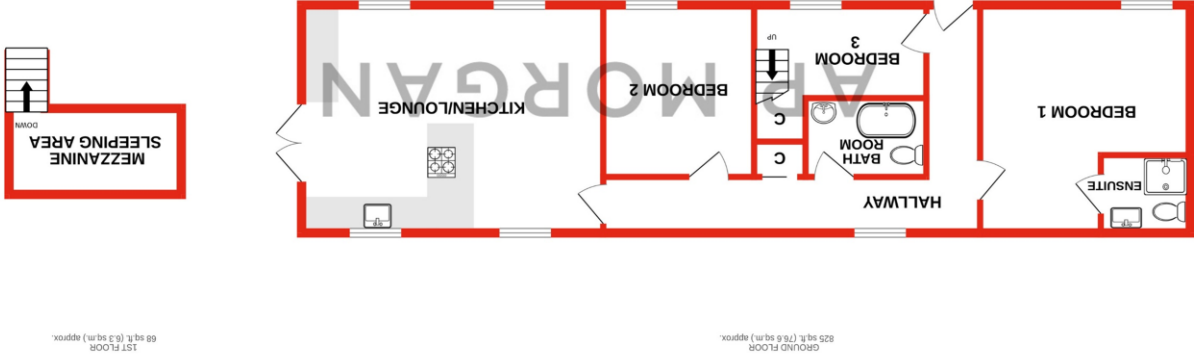 GROUND FLOOR
825 sq.ft. (76.6 sq.m.) approx.
1ST FLOOR
68 sq.ft. (6.3 sq.m.) approx.
ENSUITE
BEDROOM 1
HALLWAY
BATH
ROOM
C
C
BEDROOM
3
UP
BEDROOM 2
KITCHEN/LOUNGE
MEZZANINE
SLEEPING AREA
DOWN
AP MORGAN